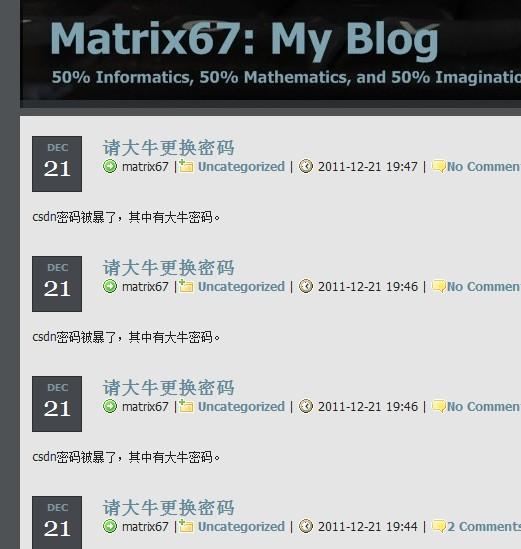 Matrix67: My Blog
50% Informatics, 50% Mathematics, and 50% Imaginatio
DEC
21
请大牛更换密码
matrix67 | Uncategorized | 2011-12-21 19:47 | No Commen
csdn密码被暴了，其中有大牛密码。
DEC
21
请大牛更换密码
matrix67 | Uncategorized | 2011-12-21 19:46 | No Commen
csdn密码被暴了，其中有大牛密码。
DEC
21
请大牛更换密码
matrix67 | Uncategorized | 2011-12-21 19:46 | No Commen
csdn密码被暴了，其中有大牛密码。
DEC
21
请大牛更换密码
matrix67 | Uncategorized | 2011-12-21 19:44 | 2 Comments